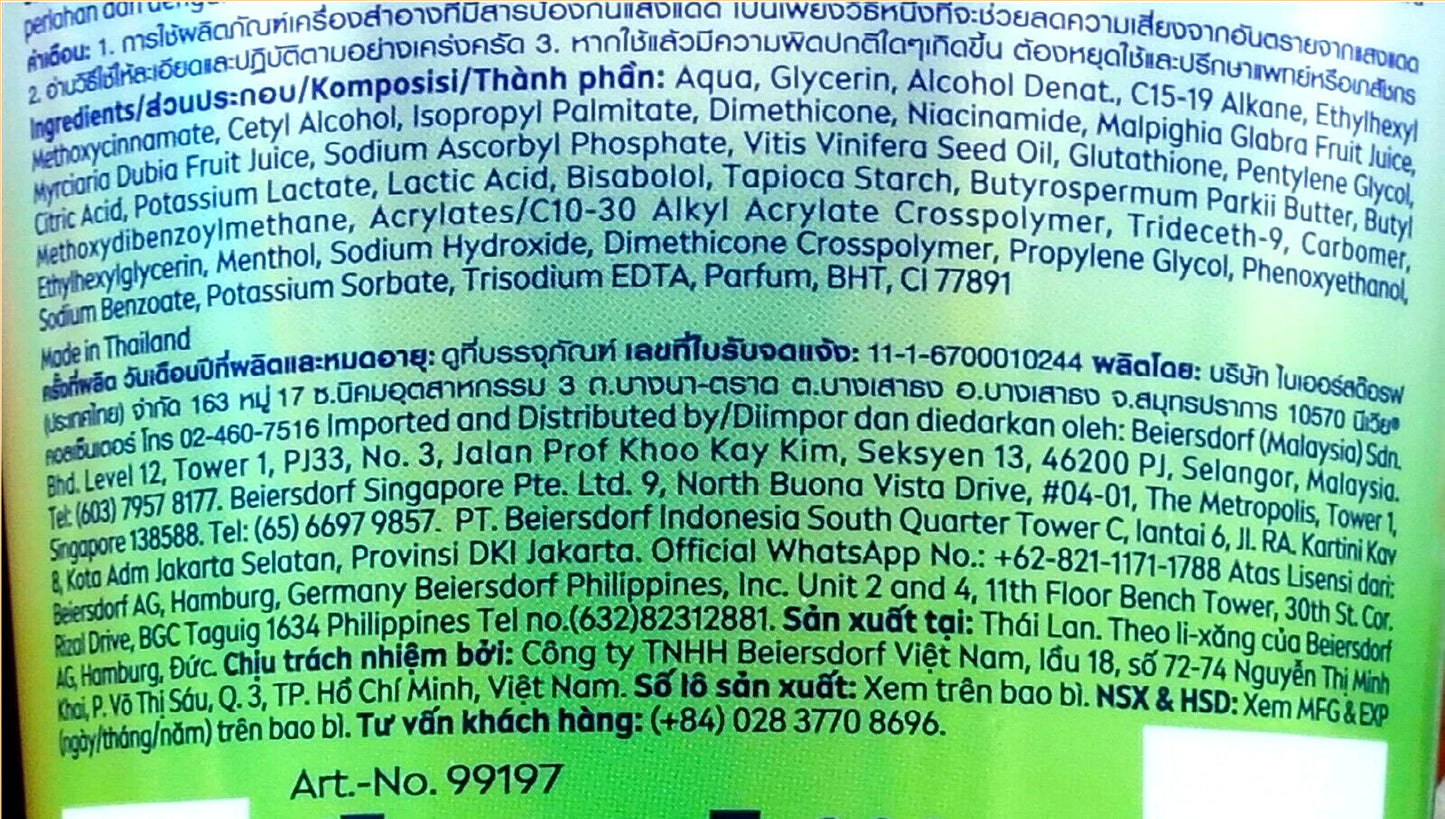 perlahan dan
คำเตือน: 1. การใช้ผลิตภัณฑ์เครื่องสำอางที่มีสารป้องกันแสงแดด เป็นเพียงวิธีหนึ่งที่จะช่วยลดความเสี่ยงจากอันตรายจากแสงแดด
2. อ่านวิธีใช้ให้ละเอียดและปฏิบัติตามอย่างเคร่งครัด 3. หากใช้แล้วมีความผิดปกติใดๆเกิดขึ้น ต้องหยุดใช้และปรึกษาแพทย์หรือเภสัชกร
Ingredients/ส่วนประกอบ/Komposisi/Thành phần: Aqua, Glycerin, Alcohol Denat., C15-19 Alkane, Ethylhexyl
Methoxycinnamate, Cetyl Alcohol, Isopropyl Palmitate, Dimethicone, Niacinamide, Malpighia Glabra Fruit Juice,
Myrciaria Dubia Fruit Juice, Sodium Ascorbyl Phosphate, Vitis Vinifera Seed Oil, Glutathione, Pentylene Glycol,
Citric Acid, Potassium Lactate, Lactic Acid, Bisabolol, Tapioca Starch, Butyrospermum Parkii Butter, Butyl
Methoxydibenzoylmethane, Acrylates/C10-30 Alkyl Acrylate Crosspolymer, Trideceth-9, Carbomer,
Ethylhexylglycerin, Menthol, Sodium Hydroxide, Dimethicone Crosspolymer, Propylene Glycol, Phenoxyethanol,
Sodium Benzoate, Potassium Sorbate, Trisodium EDTA, Parfum, BHT, CI 77891
Made in Thailand
ครั้งที่ผลิต วันเดือนปีที่ผลิตและหมดอายุ: ดูที่บรรจุภัณฑ์ เลขที่ใบรับจดแจ้ง: 11-1-6700010244 ผลิตโดย: บริษัท ไบเออร์สด๊อรฟ
(ประเทศไทย) จำกัด 163 หมู่ 17 ซ.นิคมอุตสาหกรรม 3 ถ.บางนา-ตราด ต.บางเสาธง อ.บางเสาธง จ.สมุทรปราการ 10570 นีเวีย®
คอลเซ็นเตอร์ โทร 02-460-7516 Imported and Distributed by/Diimpor dan diedarkan oleh: Beiersdorf (Malaysia) Sdn.
Bhd. Level 12, Tower 1, PJ33, No. 3, Jalan Prof Khoo Kay Kim, Seksyen 13, 46200 PJ, Selangor, Malaysia.
Tel: (603) 7957 8177. Beiersdorf Singapore Pte. Ltd. 9, North Buona Vista Drive, #04-01, The Metropolis, Tower 1,
Singapore 138588. Tel: (65) 6697 9857. PT. Beiersdorf Indonesia South Quarter Tower C, lantai 6, Jl. RA. Kartini Kav
8, Kota Adm Jakarta Selatan, Provinsi DKI Jakarta. Official WhatsApp No.: +62-821-1171-1788 Atas Lisensi dari:
Beiersdorf AG, Hamburg, Germany Beiersdorf Philippines, Inc. Unit 2 and 4, 11th Floor Bench Tower, 30th St. Cor.
Rizal Drive, BGC Taguig 1634 Philippines Tel no.(632)82312881. Sản xuất tại: Thái Lan. Theo li-xăng của Beiersdorf
AG, Hamburg, Đức. Chịu trách nhiệm bởi: Công ty TNHH Beiersdorf Việt Nam, lầu 18, số 72-74 Nguyễn Thị Minh
Khai, P. Võ Thị Sáu, Q. 3, TP. Hồ Chí Minh, Việt Nam. Số lô sản xuất: Xem trên bao bì. NSX & HSD: Xem MFG & EXP
(ngày/tháng/năm) trên bao bì. Tư vấn khách hàng: (+84) 028 3770 8696.
Art.-No. 99197